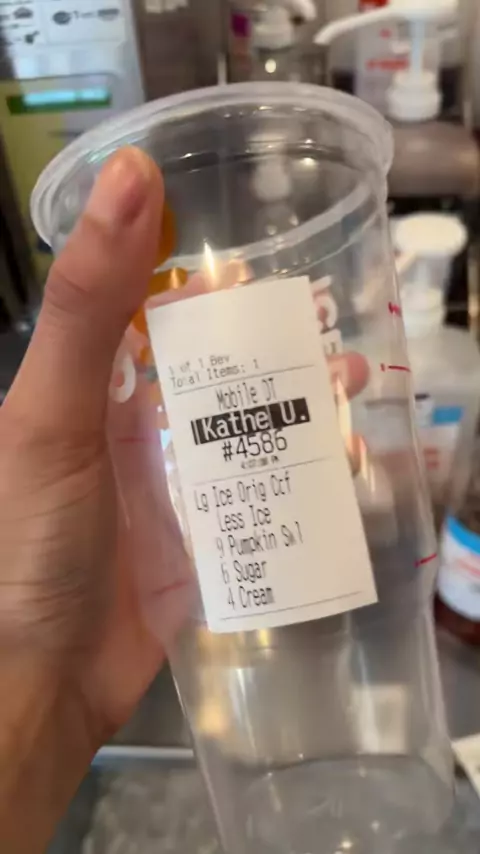 1 of 1 Bev
Total Items: 1
Mobile DT
Kathe U.
#4586
Lg Ice Orig Ccf
Less Ice
9 Pumpkin Swl
6 Sugar
4 Cream